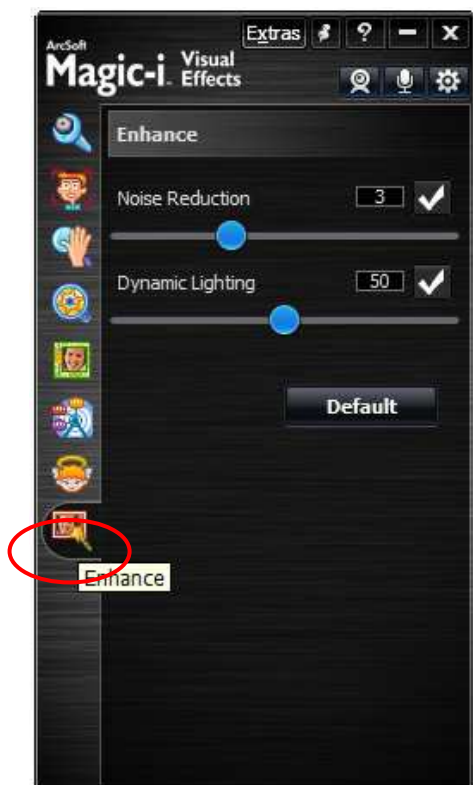 Extras ?
ArcSoft
Magic-i Visual
Effects
Enhance
Noise Reduction 3
Dynamic Lighting 50
Default
Enhance